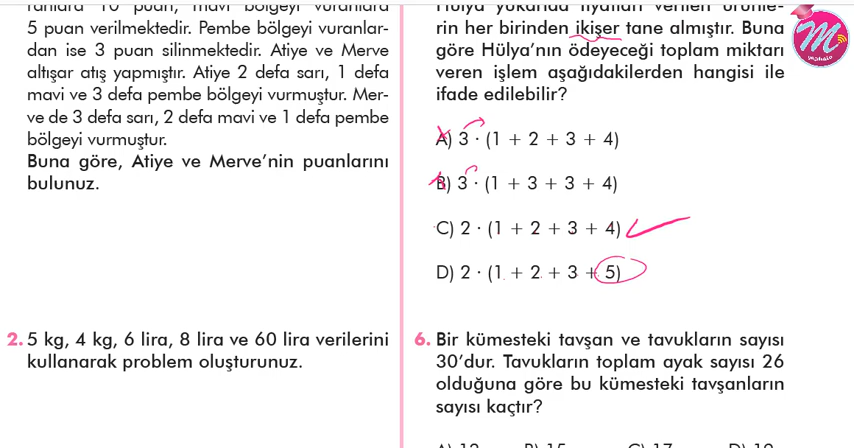 5 puan verilmektedir. Pembe bölgeyi vuranlar-
dan ise 3 puan silinmektedir. Atiye ve Merve
altışar atış yapmıştır. Atiye 2 defa sarı, 1 defa
mavi ve 3 defa pembe bölgeyi vurmuştur. Mer-
ve de 3 defa sarı, 2 defa mavi ve 1 defa pembe
bölgeyi vurmuştur.
Buna göre, Atiye ve Merve'nin puanlarını
bulunuz.
2. 5 kg, 4 kg, 6 lira, 8 lira ve 60 lira verilerini
kullanarak problem oluşturunuz.
rin her birinden ikişer tane almıştır. Buna
göre Hülya'nın ödeyeceği toplam miktarı
veren işlem aşağıdakilerden hangisi ile
ifade edilebilir?
A) 3 · (1 + 2 + 3 + 4)
B) 3 · (1 + 3 + 3 + 4)
C) 2 · (1 + 2 + 3 + 4)
D) 2 · (1 + 2 + 3 + 5)
6. Bir kümesteki tavşan ve tavukların sayısı
30'dur. Tavukların toplam ayak sayısı 26
olduğuna göre bu kümesteki tavşanların
sayısı kaçtır?